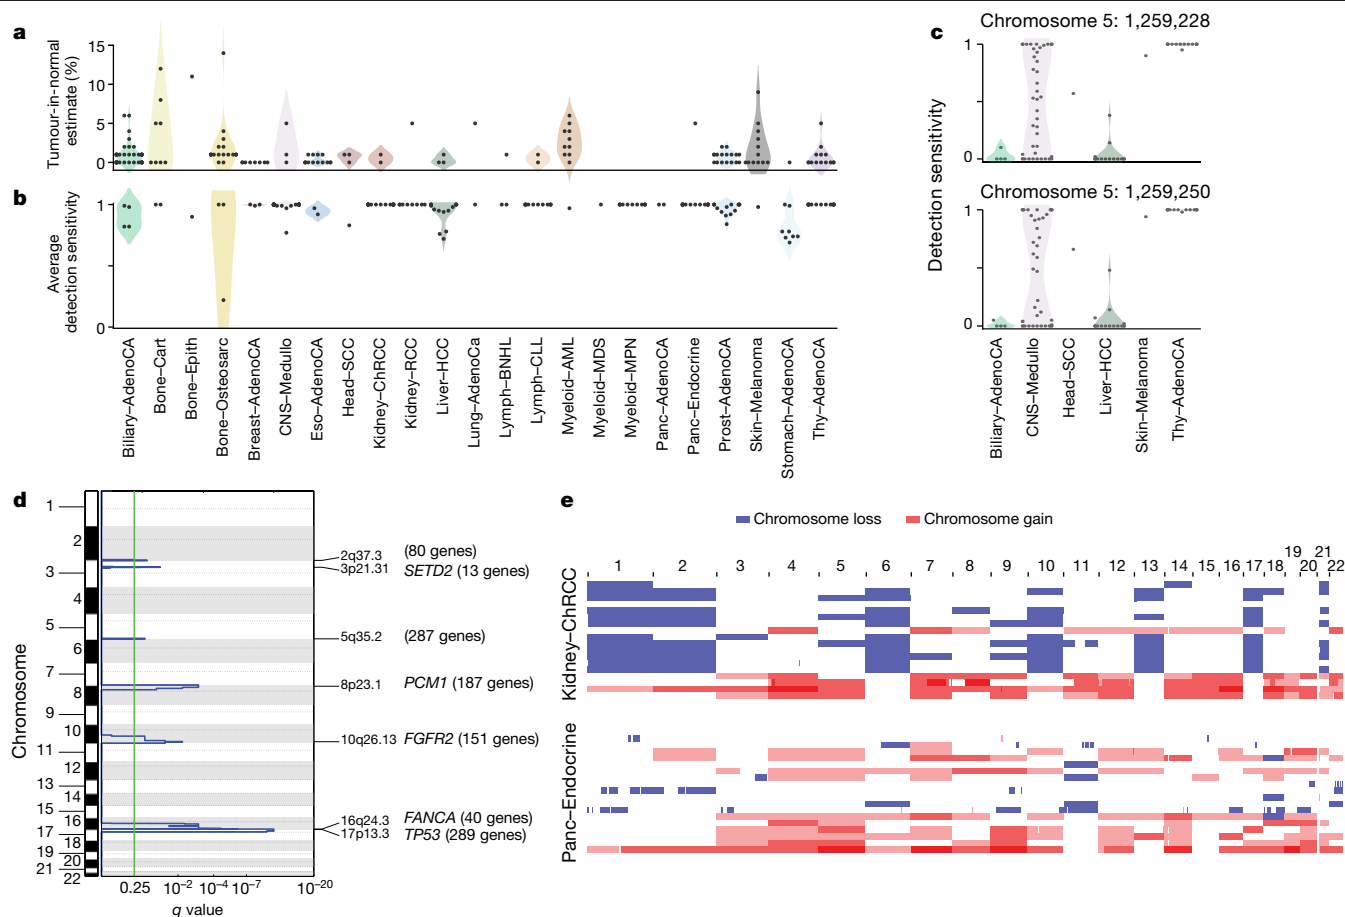 a
Tumour-in-normal
estimate (%)
15
10
5
0
b
Average
detection sensitivity
1
0
Biliary–AdenoCA
Bone–Cart
Bone–Epith
Bone–Osteosarc
Breast–AdenoCA
CNS–Medullo
Eso–AdenoCA
Head–SCC
Kidney–ChRCC
Kidney–RCC
Liver–HCC
Lung–AdenoCa
Lymph–BNHL
Lymph–CLL
Myeloid–AML
Myeloid–MDS
Myeloid–MPN
Panc–AdenoCA
Panc–Endocrine
Prost–AdenoCA
Skin–Melanoma
Stomach–AdenoCA
Thy–AdenoCA
c
Chromosome 5: 1,259,228
Detection sensitivity
1
0
Chromosome 5: 1,259,250
1
0
Biliary–AdenoCA
CNS–Medullo
Head–SCC
Liver–HCC
Skin–Melanoma
Thy–AdenoCA
d
Chromosome
1
2
3
4
5
6
7
8
9
10
11
12
13
14
15
16
17
18
19
20
21
22
2q37.3 (80 genes)
3p21.31 SETD2 (13 genes)
5q35.2 (287 genes)
8p23.1 PCM1 (187 genes)
10q26.13 FGFR2 (151 genes)
16q24.3 FANCA (40 genes)
17p13.3 TP53 (289 genes)
0.25 10⁻² 10⁻⁴ 10⁻⁷ 10⁻²⁰
q value
e
Chromosome loss Chromosome gain
1 2 3 4 5 6 7 8 9 10 11 12 13 14 15 16 17 18 19 20 21 22
Kidney–ChRCC
Panc–Endocrine